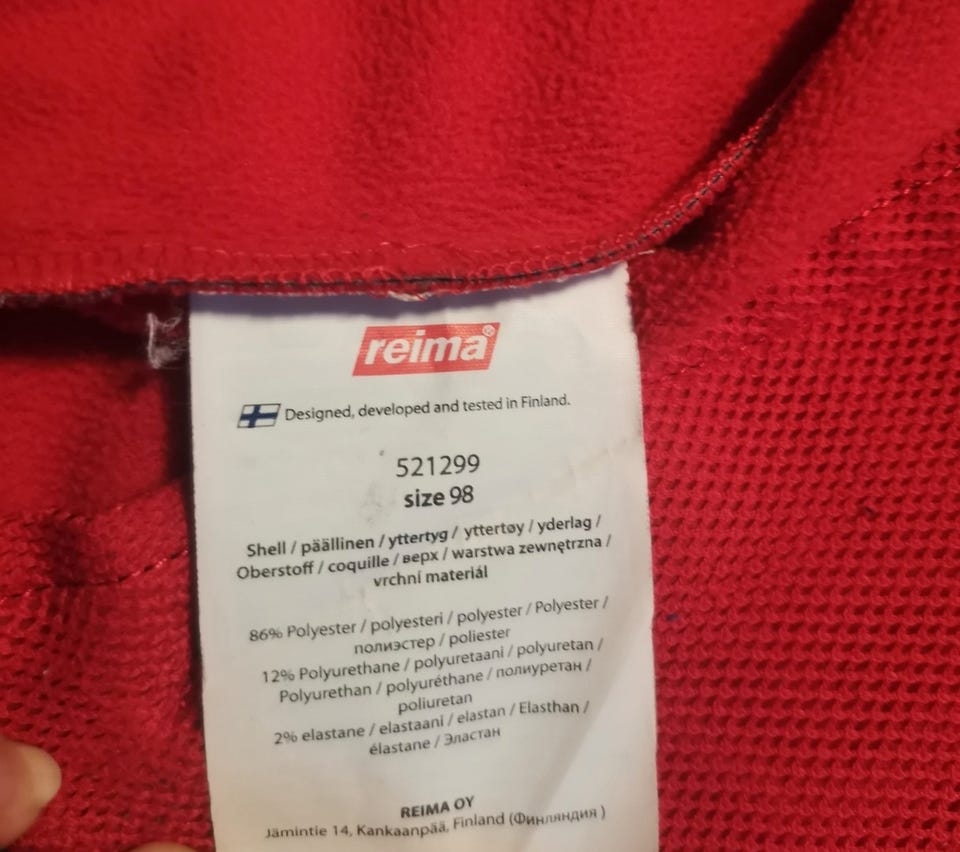 reima®
Designed, developed and tested in Finland.
521299
size 98
Shell / päällinen / yttertyg / yttertøy / yderlag /
Oberstoff / coquille / верх / warstwa zewnętrzna /
vrchní materiál
86% Polyester / polyesteri / polyester / Polyester /
полиэстер / poliester
12% Polyurethane / polyuretaani / polyuretan /
Polyurethan / polyuréthane / полиуретан /
poliuretan
2% elastane / elastaani / elastan / Elasthan /
élastane / Эластан
REIMA OY
Jämintie 14, Kankaanpää, Finland (Финляндия )